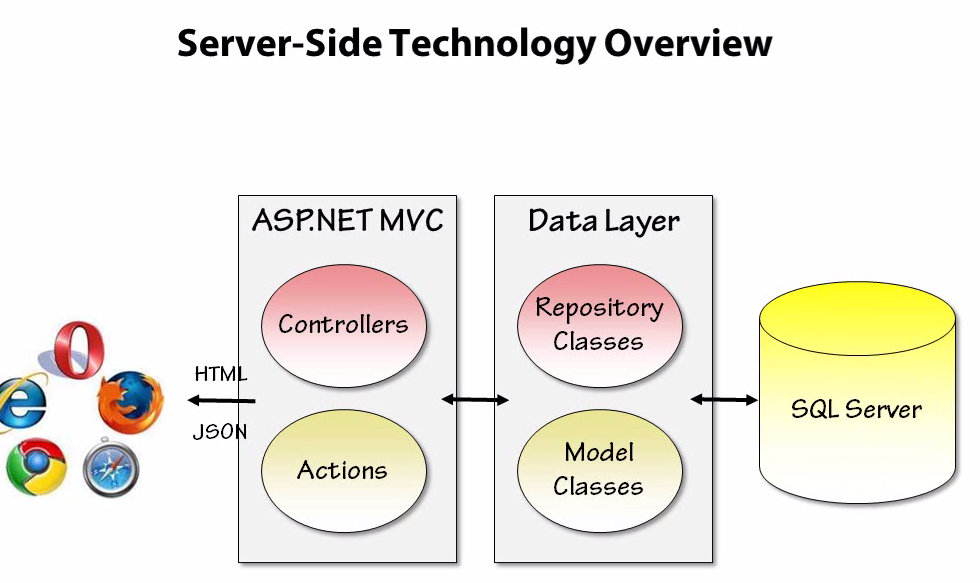 Server-Side Technology Overview
ASP.NET MVC
Controllers
Actions
HTML
JSON
Data Layer
Repository
Classes
Model
Classes
SQL Server